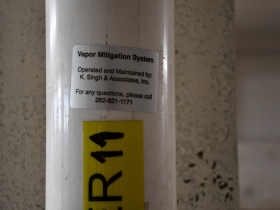 Vapor Mitigation System
Operated and Maintained by:
K. Singh & Associates, Inc.
For any questions, please call
262-821-1171
ER11